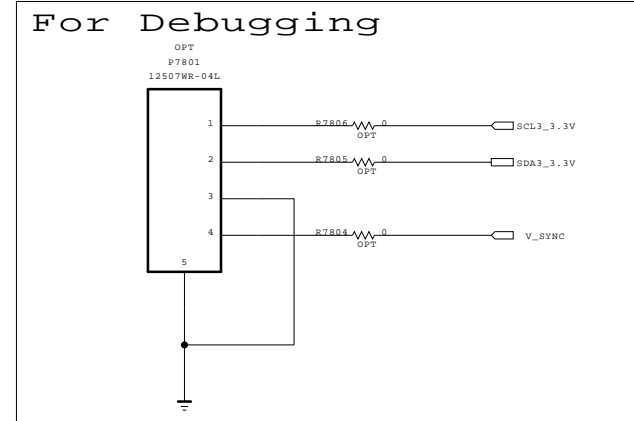 For Debugging
OPT
P7801
12507WR-04L
1
R7806 0
OPT
SCL3_3.3V
2
R7805 0
OPT
SDA3_3.3V
3
4
R7804 0
OPT
V_SYNC
5